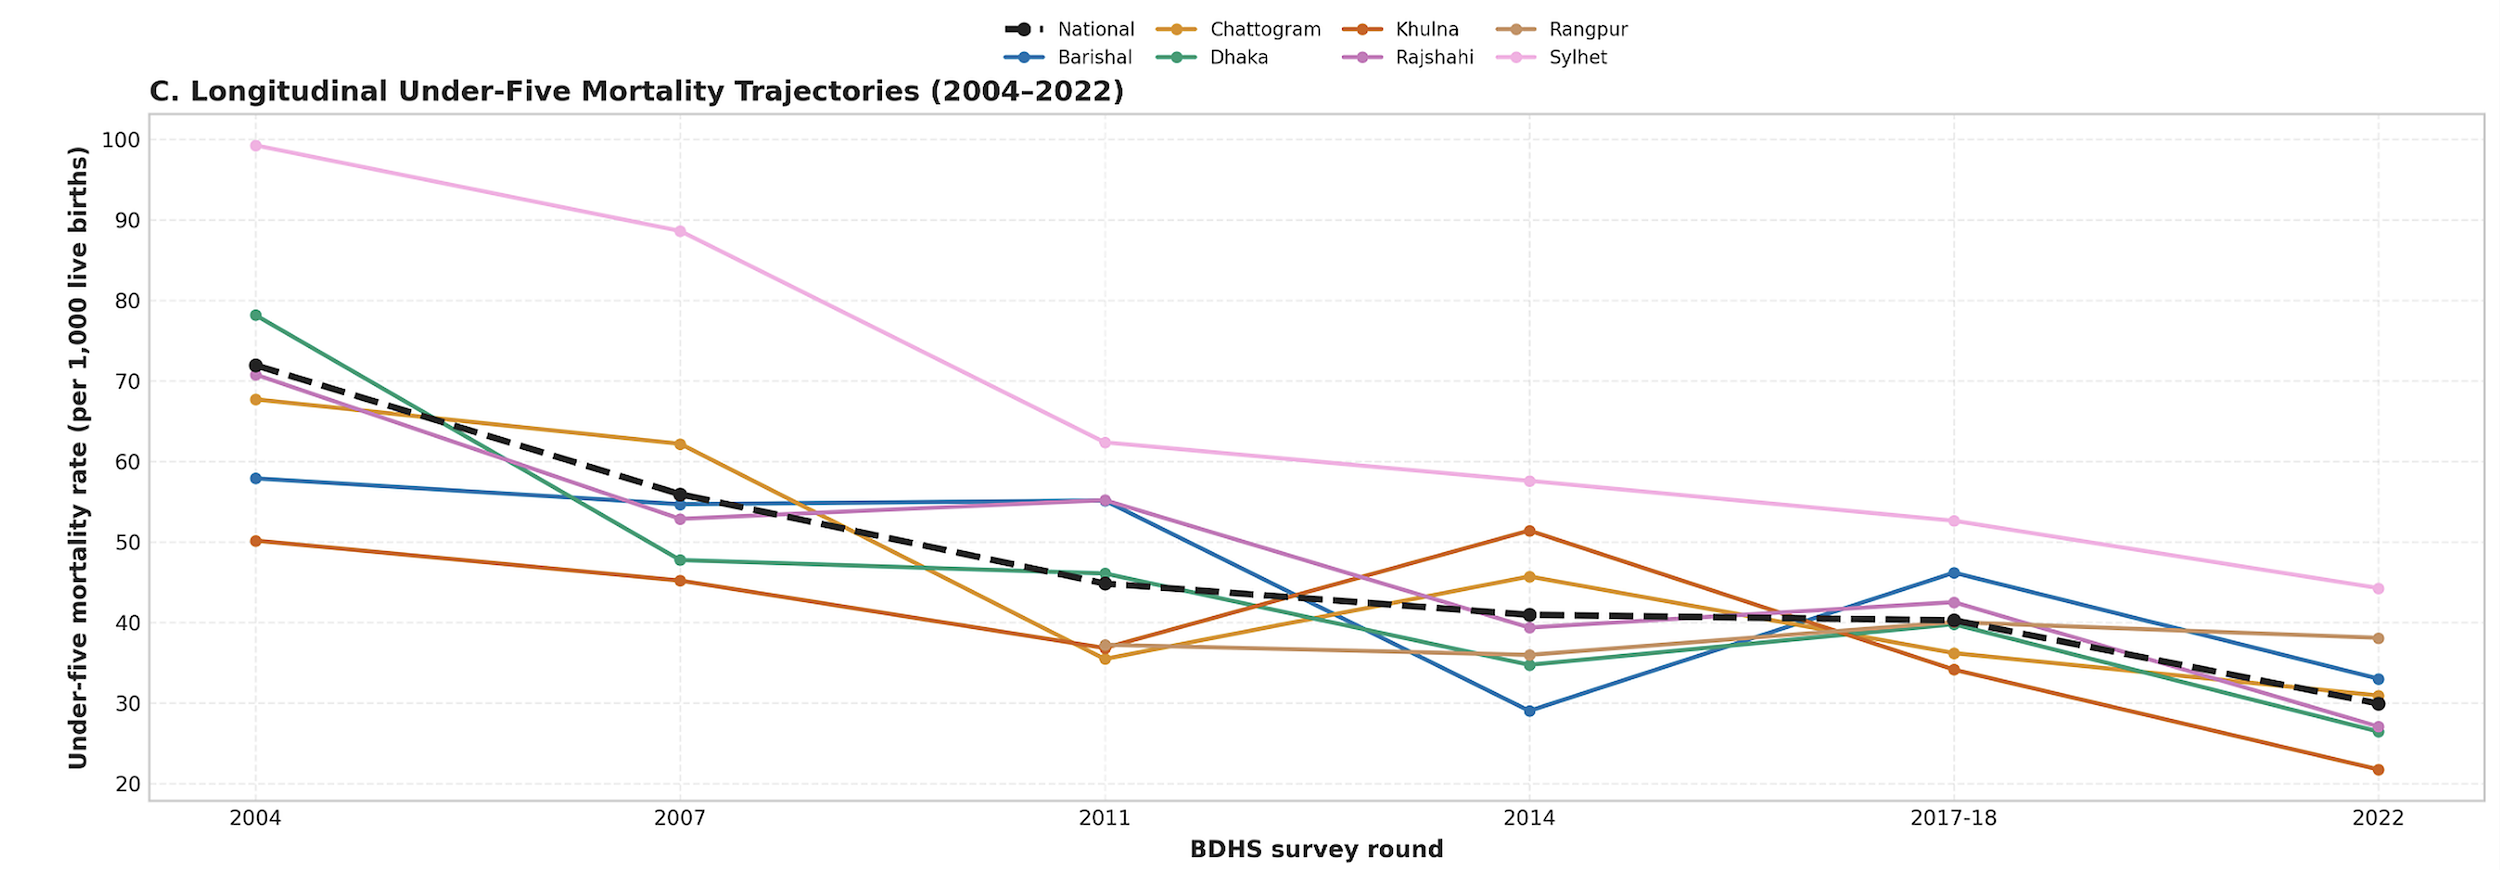 National Chattogram Khulna Rangpur
Barishal Dhaka Rajshahi Sylhet
C. Longitudinal Under-Five Mortality Trajectories (2004–2022)
Under-five mortality rate (per 1,000 live births)
100
90
80
70
60
50
40
30
20
2004 2007 2011 2014 2017-18 2022
BDHS survey round